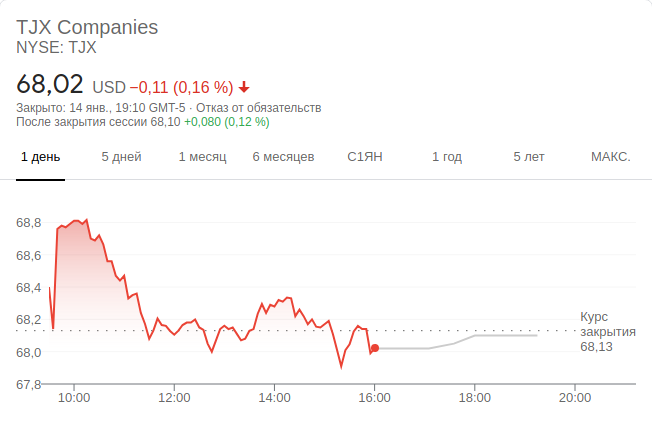 TJX Companies
NYSE: TJX
68,02 USD −0,11 (0,16 %)
Закрыто: 14 янв., 19:10 GMT-5 · Отказ от обязательств
После закрытия сессии 68,10 +0,080 (0,12 %)
1 день 5 дней 1 месяц 6 месяцев С1ЯН 1 год 5 лет МАКС.
68,8
68,6
68,4
68,2
68,0
67,8
Курс
закрытия
68,13
10:00 12:00 14:00 16:00 18:00 20:00